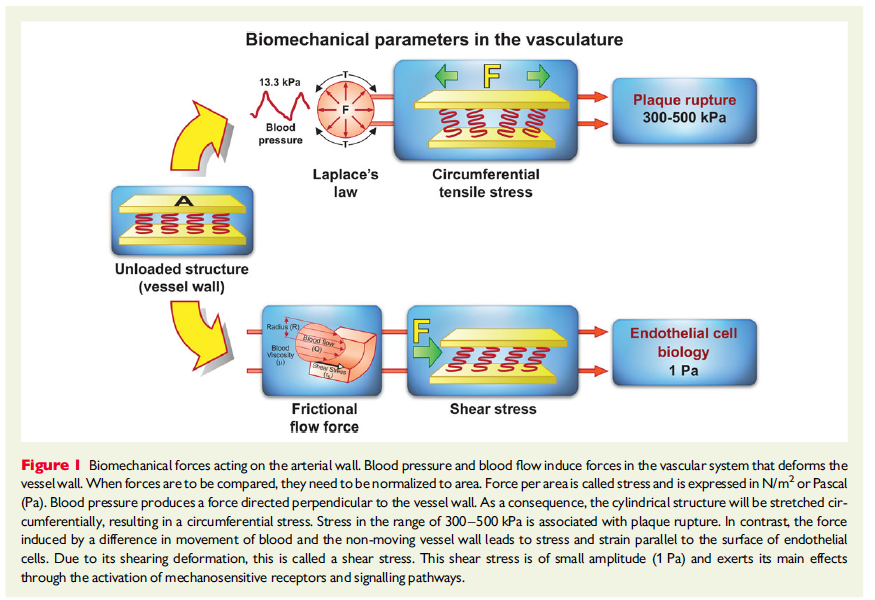 Biomechanical parameters in the vasculature
13.3 kPa
Blood
pressure
T
F
T
Laplace's
law
F
Circumferential
tensile stress
Plaque rupture
300-500 kPa
A
Unloaded structure
(vessel wall)
Radius (R)
Blood flow
(Q)
Blood
Viscosity
(μ)
Shear Stress
Frictional
flow force
F
Shear stress
Endothelial cell
biology
1 Pa
Figure 1 Biomechanical forces acting on the arterial wall. Blood pressure and blood flow induce forces in the vascular system that deforms the
vessel wall. When forces are to be compared, they need to be normalized to area. Force per area is called stress and is expressed in N/m² or Pascal
(Pa). Blood pressure produces a force directed perpendicular to the vessel wall. As a consequence, the cylindrical structure will be stretched cir-
cumferentially, resulting in a circumferential stress. Stress in the range of 300–500 kPa is associated with plaque rupture. In contrast, the force
induced by a difference in movement of blood and the non-moving vessel wall leads to stress and strain parallel to the surface of endothelial
cells. Due to its shearing deformation, this is called a shear stress. This shear stress is of small amplitude (1 Pa) and exerts its main effects
through the activation of mechanosensitive receptors and signalling pathways.